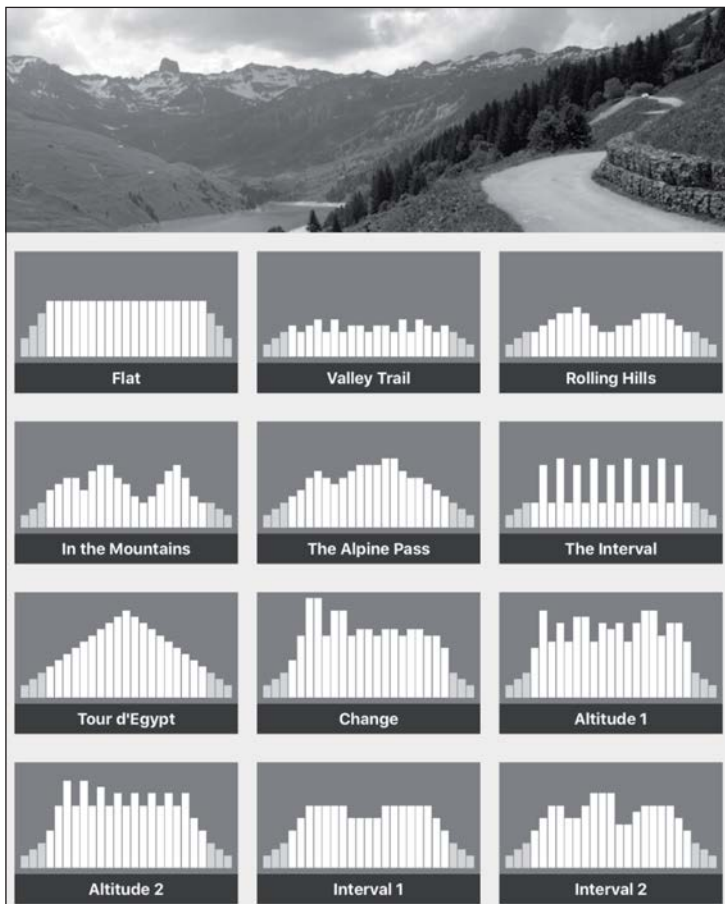 Flat
Valley Trail
Rolling Hills
In the Mountains
The Alpine Pass
The Interval
Tour d'Egypt
Change
Altitude 1
Altitude 2
Interval 1
Interval 2